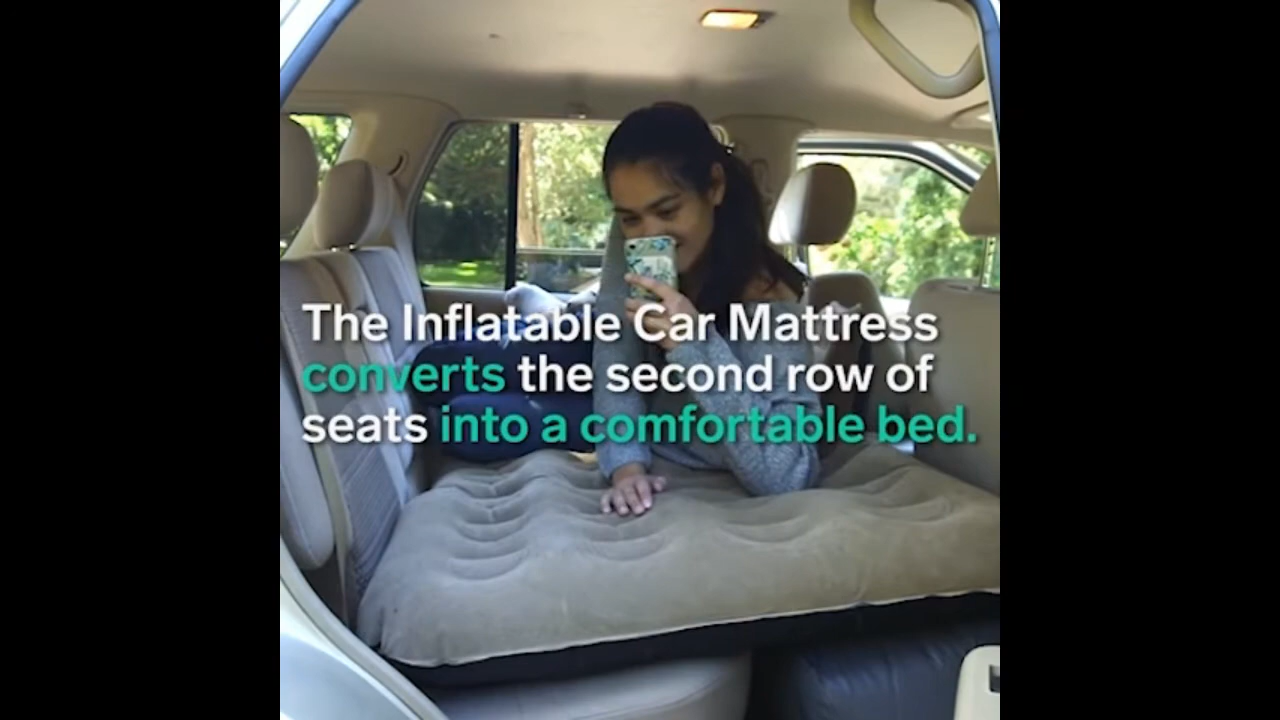 The Inflatable Car Mattress
converts the second row of
seats into a comfortable bed.